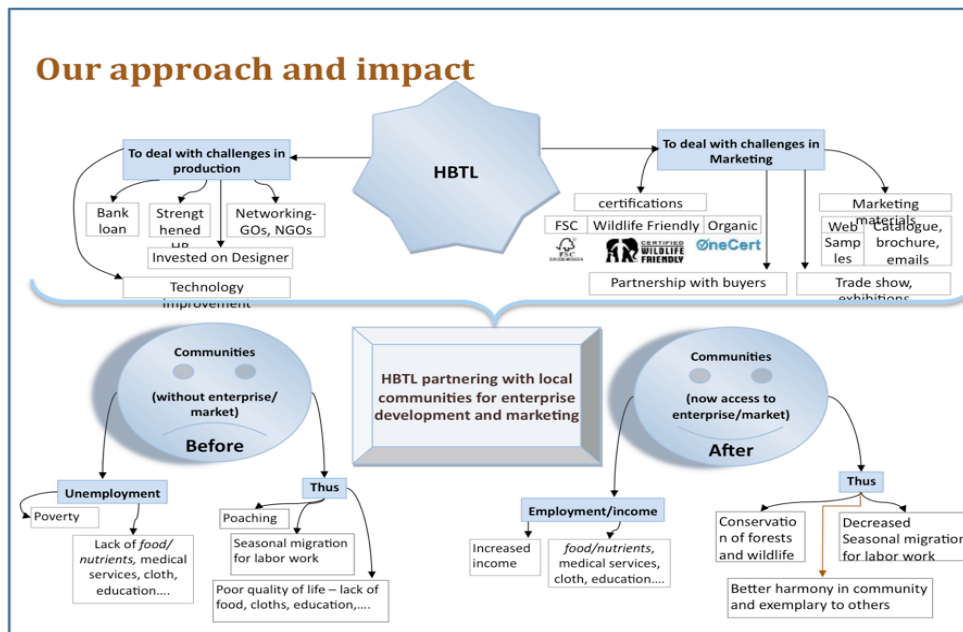 Our approach and impact
HBTL
To deal with challenges in
production
Bank
loan
Strengt
hened
HR
Networking-
GOs, NGOs
Invested on Designer
Technology
improvement
To deal with challenges in
Marketing
certifications
FSC
Wildlife Friendly
Organic
FSC
CERTIFIED
WILDLIFE
FRIENDLY
OneCert
Partnership with buyers
Marketing
materials
Web
Samp
les
Catalogue,
brochure,
emails
Trade show,
exhibitions
Communities
(without enterprise/
market)
Before
HBTL partnering with local
communities for enterprise
development and marketing
Communities
(now access to
enterprise/market)
After
Unemployment
Poverty
Lack of food/
nutrients, medical
services, cloth,
education....
Thus
Poaching
Seasonal migration
for labor work
Poor quality of life – lack of
food, cloths, education,....
Employment/income
Increased
income
food/nutrients,
medical services,
cloth, education....
Thus
Conservatio
n of forests
and wildlife
Decreased
Seasonal migration
for labor work
Better harmony in community
and exemplary to others